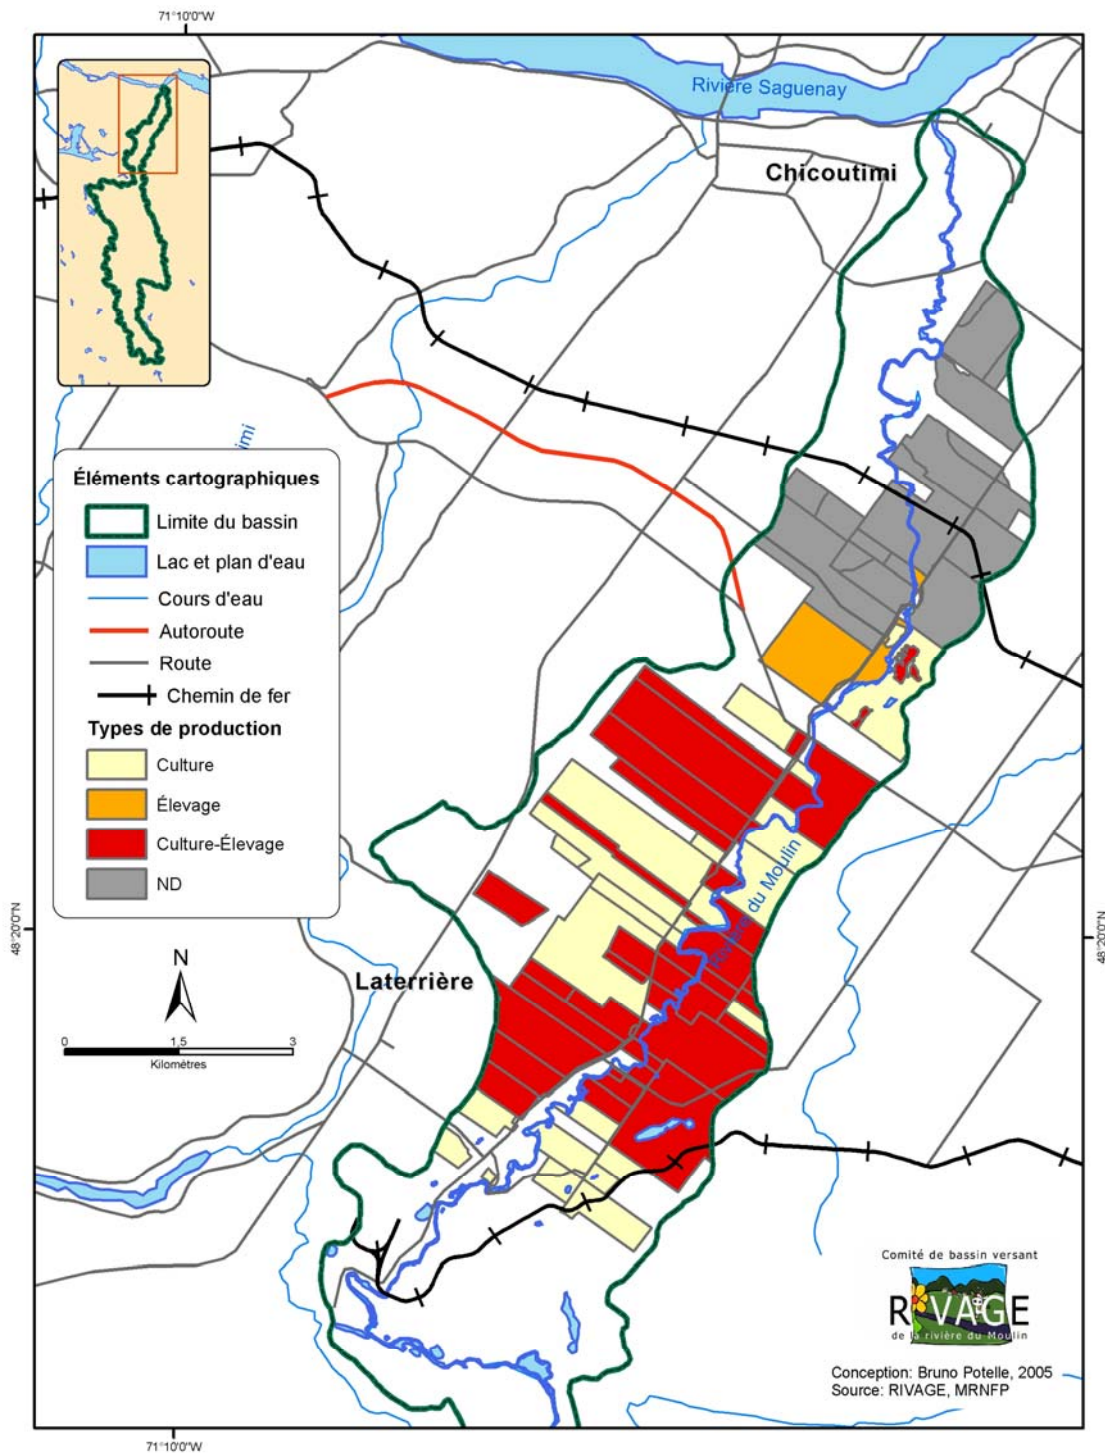 71°10'0"W
Rivière Saguenay
Chicoutimi
imi
Éléments cartographiques
Limite du bassin
Lac et plan d'eau
Cours d'eau
Autoroute
Route
Chemin de fer
Types de production
Culture
Élevage
Culture-Élevage
ND
Rivière du Moulin
48°20'0"N
48°20'0"N
Laterrière
N
0 1,5 3
Kilomètres
Comité de bassin versant
RIVAGE
de la rivière du Moulin
Conception: Bruno Potelle, 2005
Source: RIVAGE, MRNFP
71°10'0"W